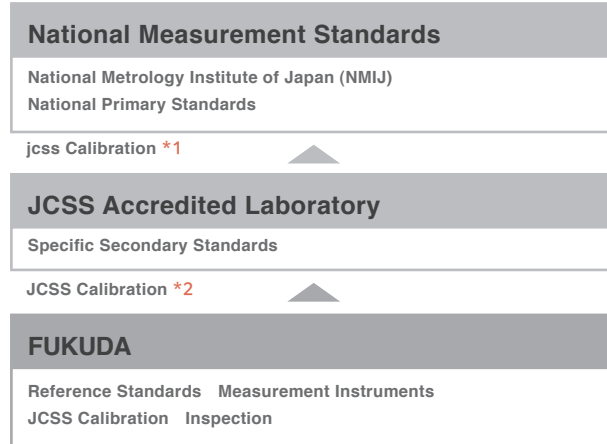 National Measurement Standards
National Metrology Institute of Japan (NMIJ)
National Primary Standards
jcss Calibration *1
JCSS Accredited Laboratory
Specific Secondary Standards
JCSS Calibration *2
FUKUDA
Reference Standards Measurement Instruments
JCSS Calibration Inspection